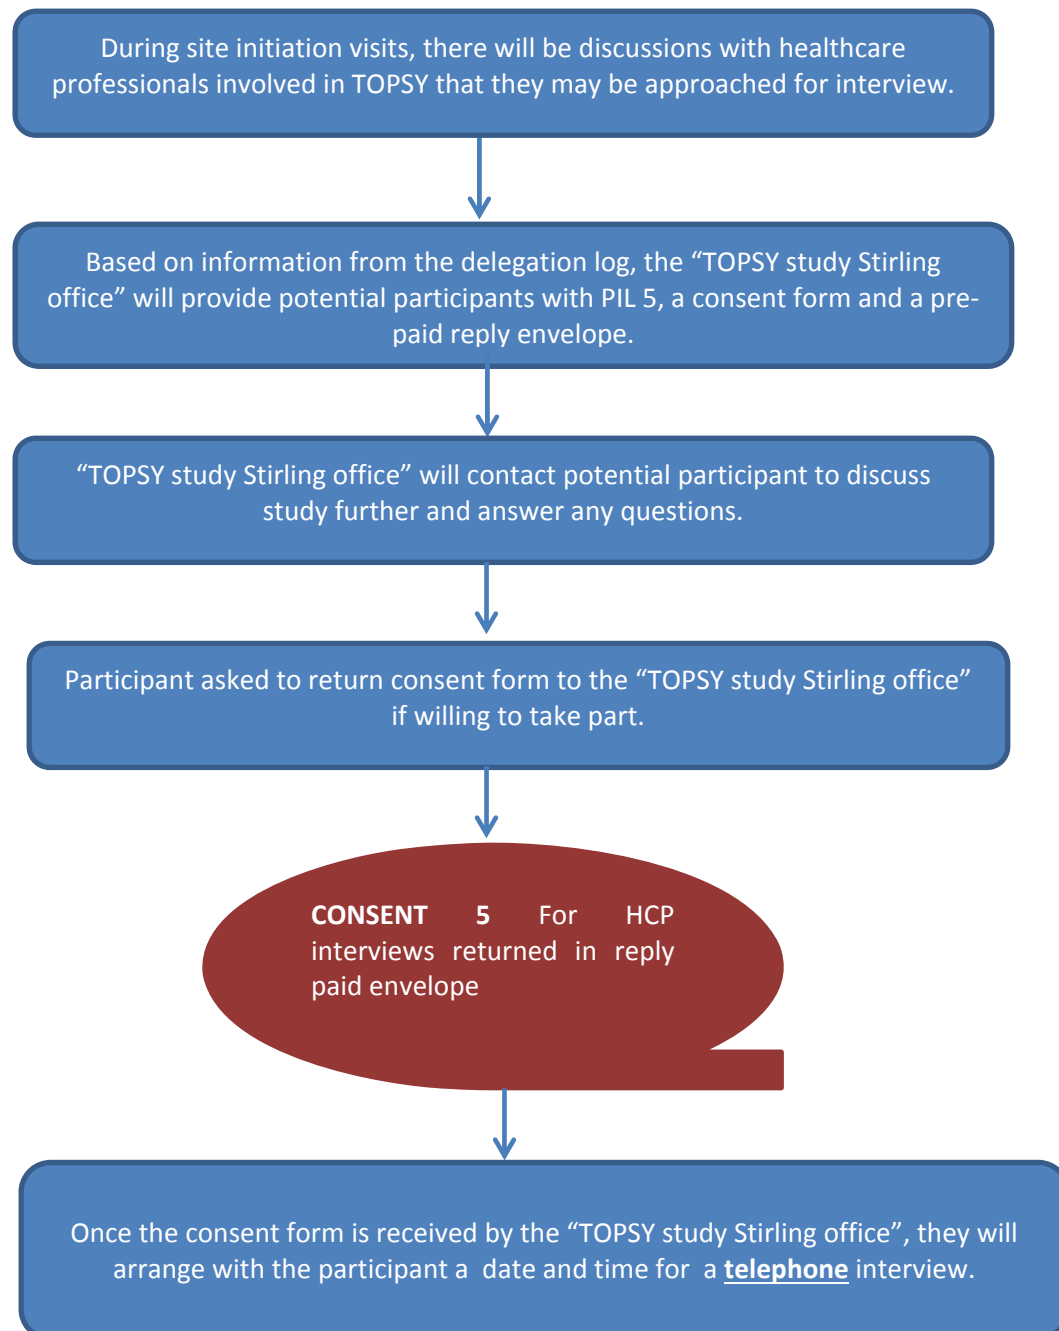 During site initiation visits, there will be discussions with healthcare
professionals involved in TOPSY that they may be approached for interview.
Based on information from the delegation log, the “TOPSY study Stirling
office” will provide potential participants with PIL 5, a consent form and a pre-
paid reply envelope.
“TOPSY study Stirling office” will contact potential participant to discuss
study further and answer any questions.
Participant asked to return consent form to the “TOPSY study Stirling office”
if willing to take part.
CONSENT 5 For HCP
interviews returned in reply
paid envelope
Once the consent form is received by the “TOPSY study Stirling office”, they will
arrange with the participant a date and time for a telephone interview.